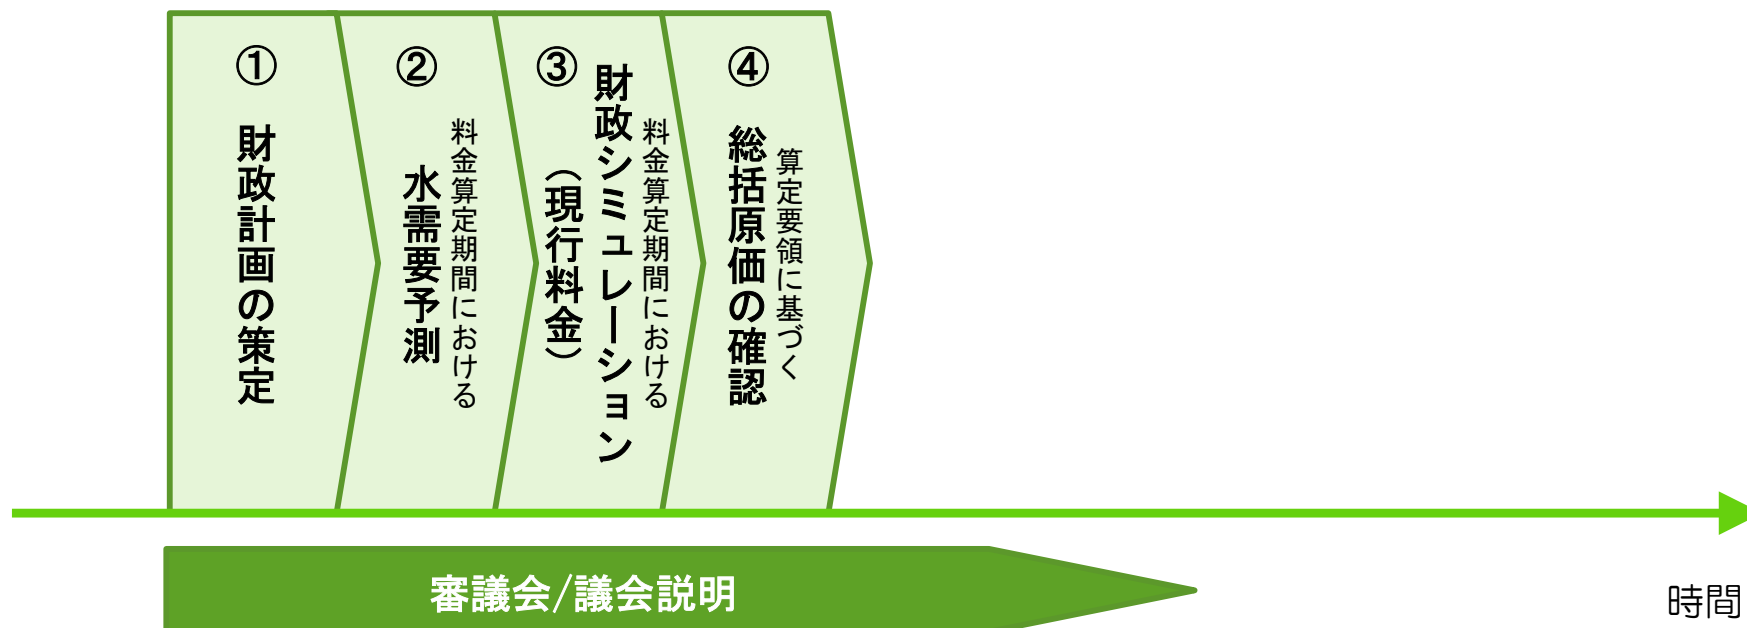 ①
財政計画の策定
②
料金算定期間における
水需要予測
③
料金算定期間における
財政シミュレーション
（現行料金）
④
算定要領に基づく
総括原価の確認
審議会/議会説明
時間